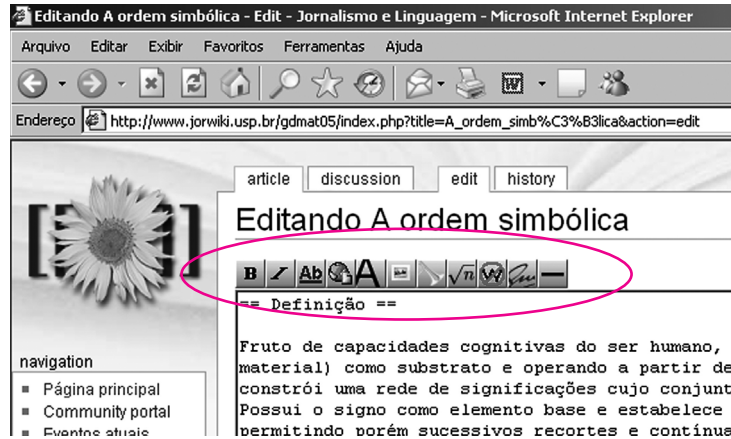 Editando A ordem simbólica - Edit - Jornalismo e Linguagem - Microsoft Internet Explorer
Arquivo Editar Exibir Favoritos Ferramentas Ajuda
Endereço http://www.jorwiki.usp.br/gdmat05/index.php?title=A_ordem_simb%C3%B3lica&action=edit
article discussion edit history
Editando A ordem simbólica
B I Ab A √n W
== Definição ==
Fruto de capacidades cognitivas do ser humano,
material) como substrato e operando a partir de
constrói uma rede de significações cujo conjunt
Possui o signo como elemento base e estabelece
permitindo porém sucessivos recortes e contínua
navigation
Página principal
Community portal
Eventos atuais